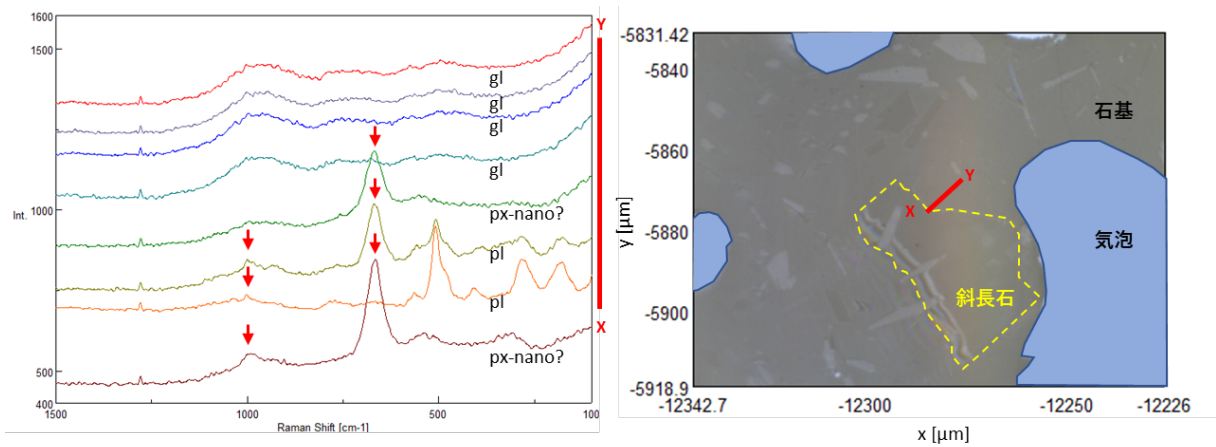 1600
1500
Int.
1000
500
400
1500
1000
500
100
Raman Shift [cm-1]
gl
gl
gl
gl
px-nano?
pl
pl
px-nano?
Y
X
-5831.42
-5840
-5860
-5880
-5900
-5918.9
y [μm]
石基
Y
X
気泡
斜長石
-12342.7
-12300
-12250
-12226
x [μm]